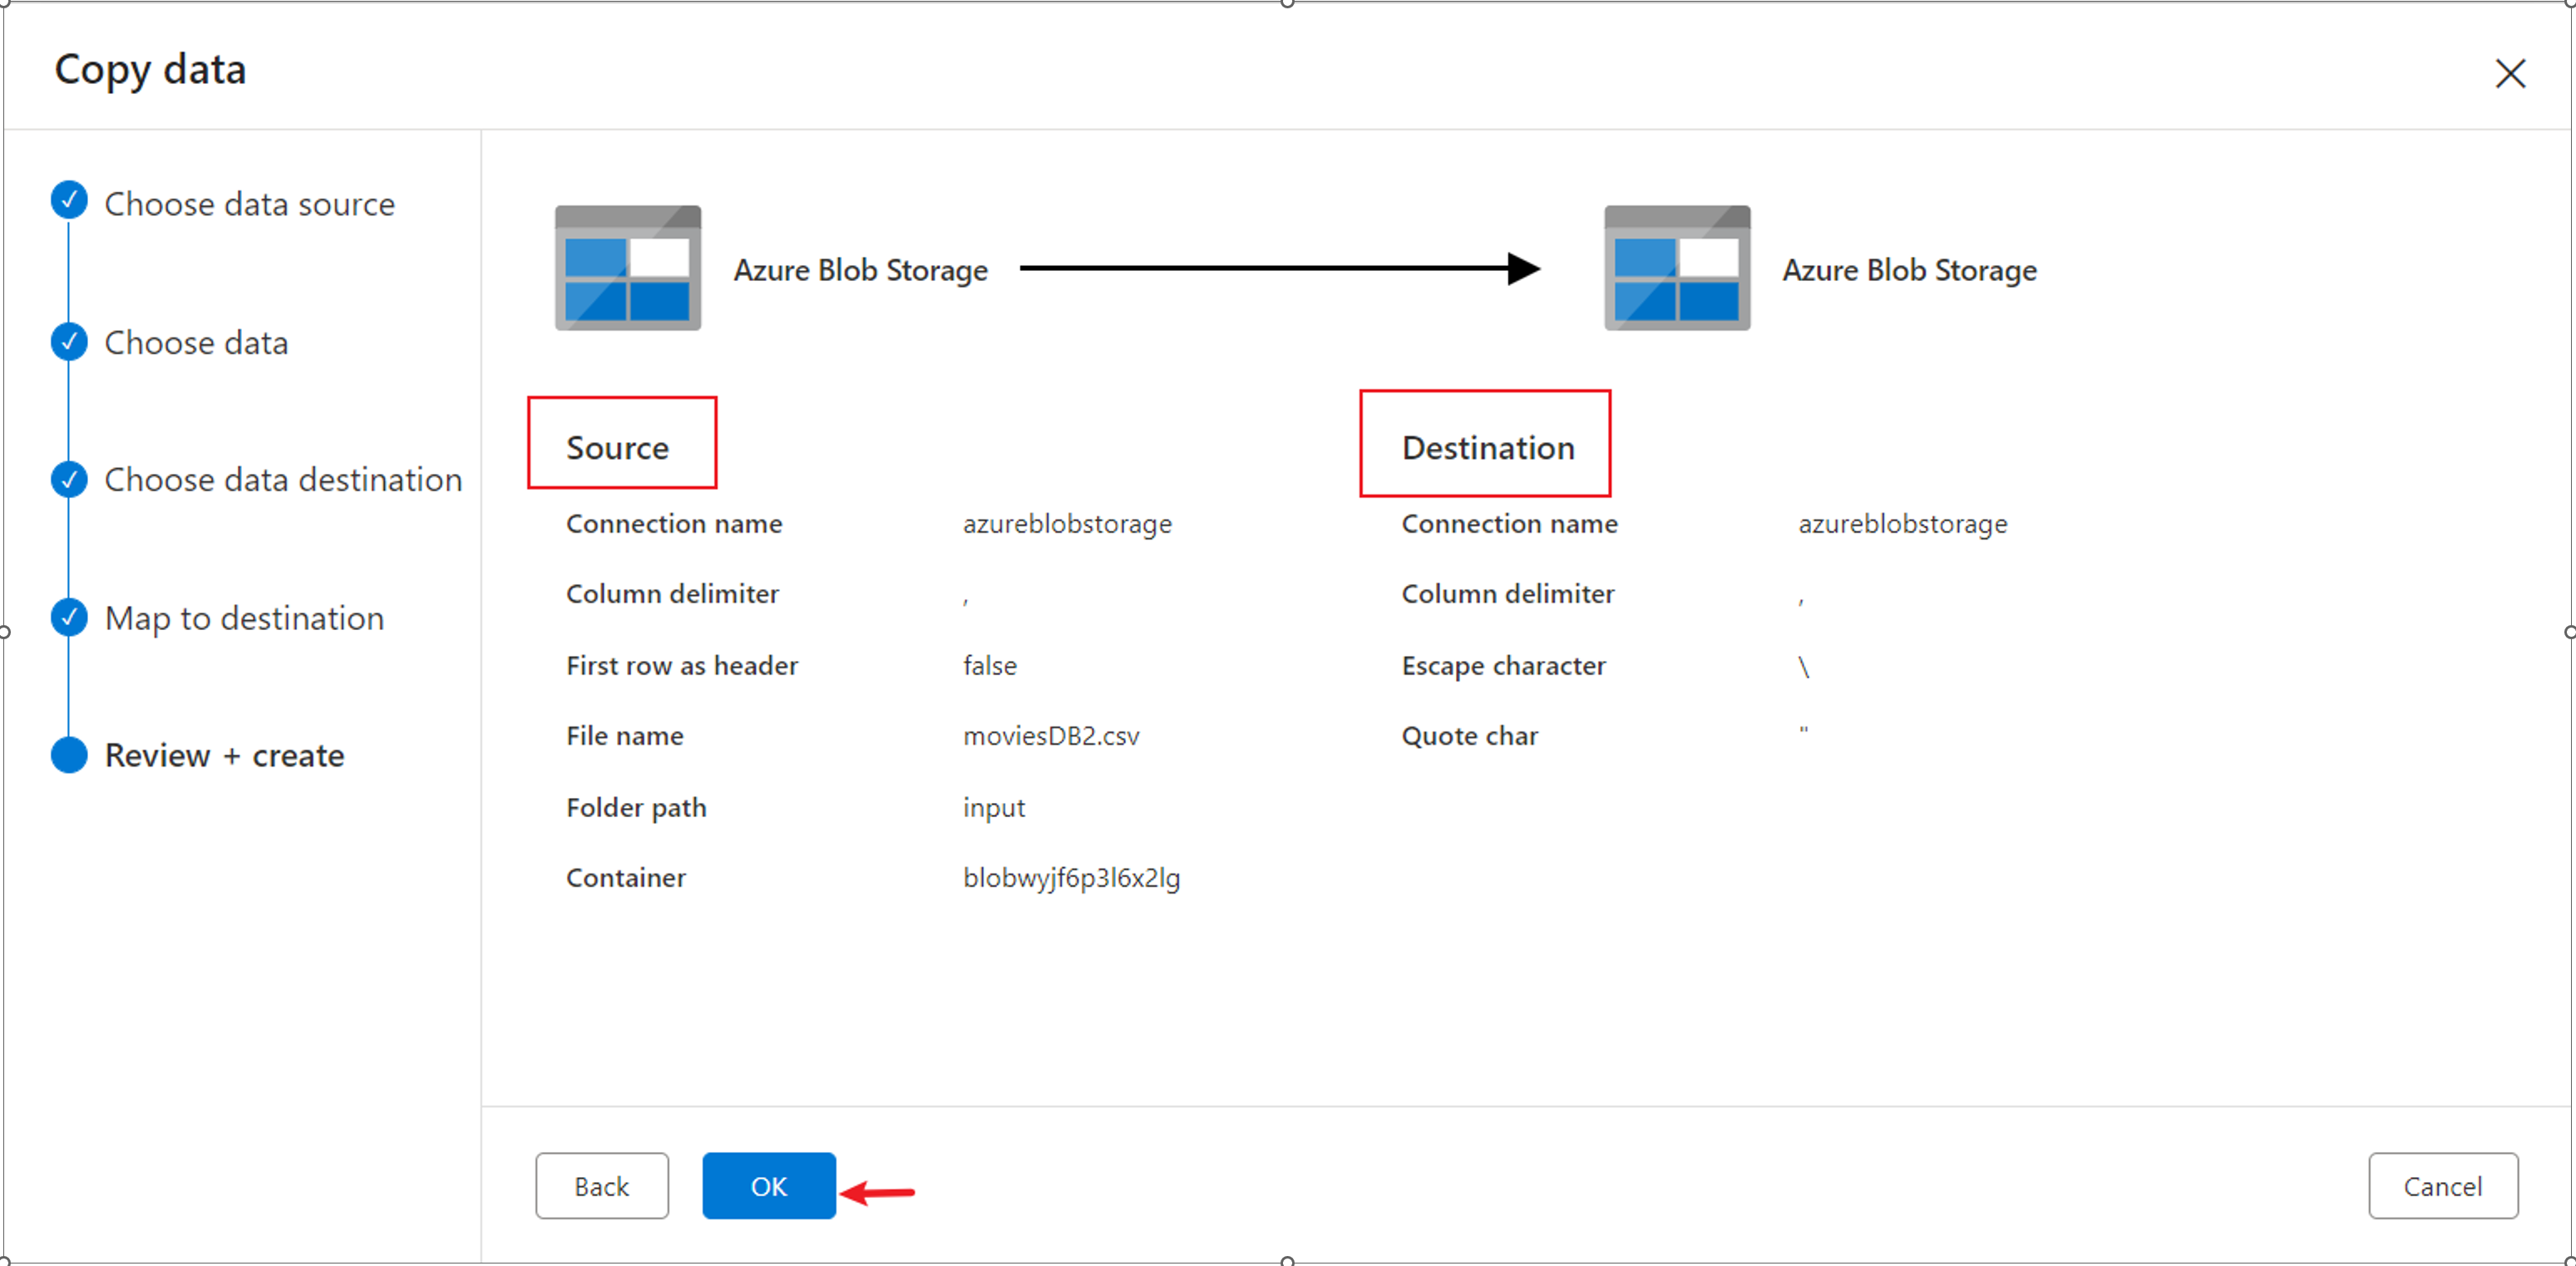 Copy data
Choose data source
Choose data
Choose data destination
Map to destination
Review + create
Azure Blob Storage
Azure Blob Storage
Source
Connection name azureblobstorage
Column delimiter ,
First row as header false
File name moviesDB2.csv
Folder path input
Container blobwyjf6p3l6x2lg
Destination
Connection name azureblobstorage
Column delimiter ,
Escape character \
Quote char "
Back
OK
Cancel